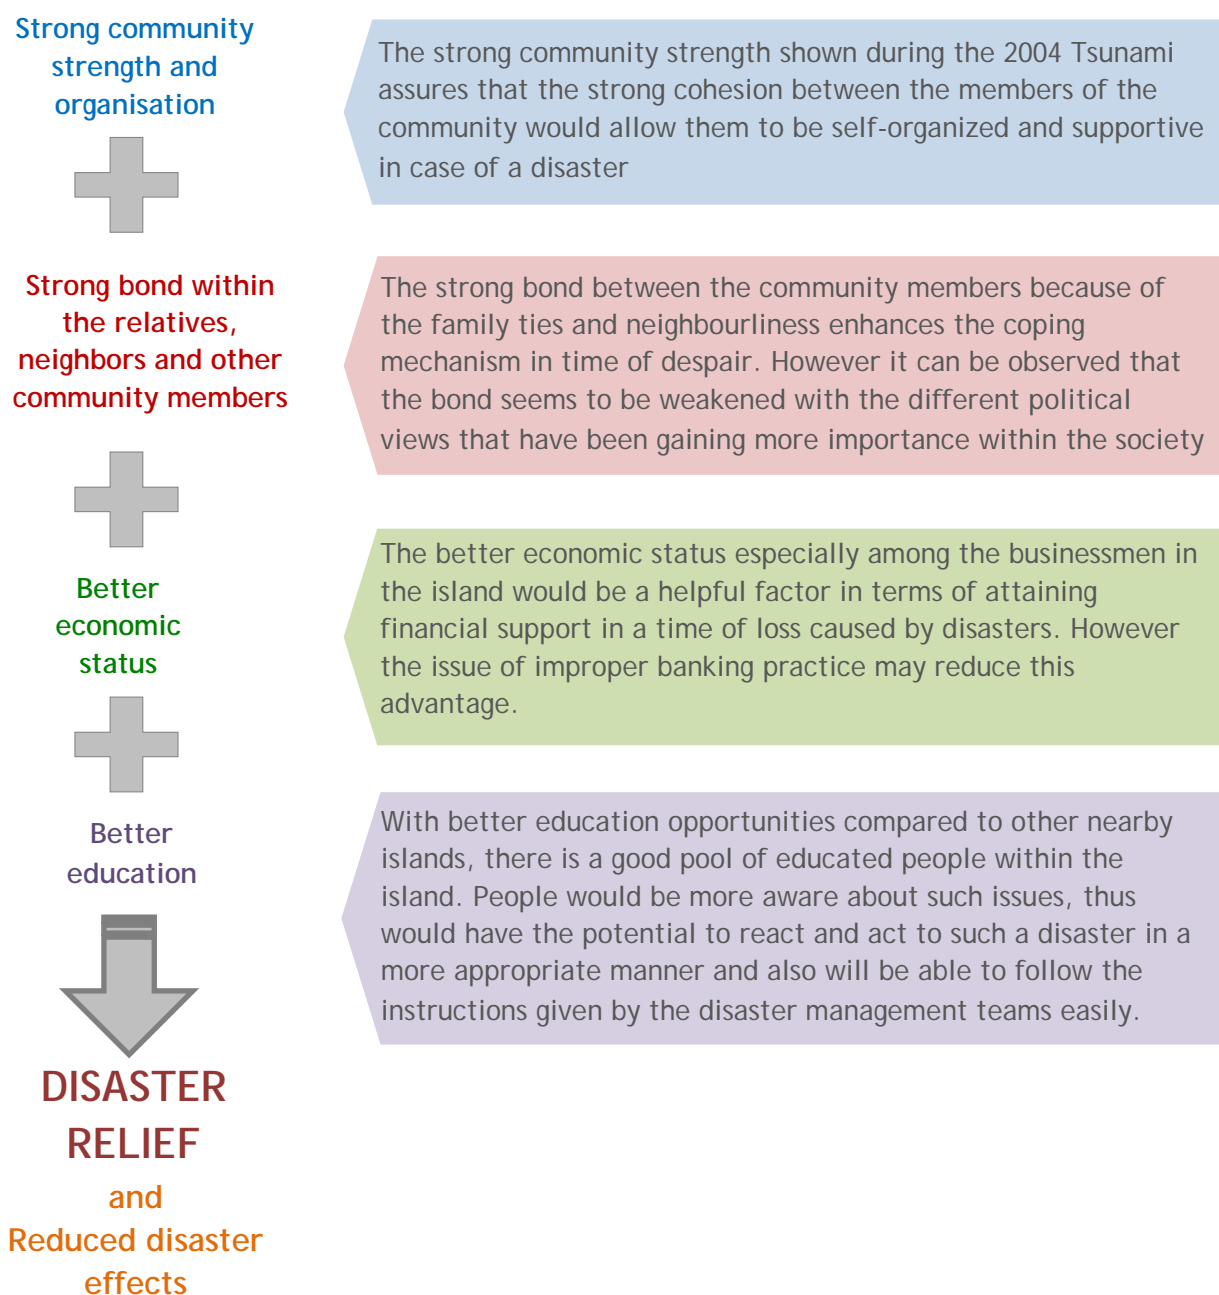 Strong community
strength and
organisation
The strong community strength shown during the 2004 Tsunami
assures that the strong cohesion between the members of the
community would allow them to be self-organized and supportive
in case of a disaster
Strong bond within
the relatives,
neighbors and other
community members
The strong bond between the community members because of
the family ties and neighbourliness enhances the coping
mechanism in time of despair. However it can be observed that
the bond seems to be weakened with the different political
views that have been gaining more importance within the society
Better
economic
status
The better economic status especially among the businessmen in
the island would be a helpful factor in terms of attaining
financial support in a time of loss caused by disasters. However
the issue of improper banking practice may reduce this
advantage.
Better
education
With better education opportunities compared to other nearby
islands, there is a good pool of educated people within the
island. People would be more aware about such issues, thus
would have the potential to react and act to such a disaster in a
more appropriate manner and also will be able to follow the
instructions given by the disaster management teams easily.
DISASTER
RELIEF
and
Reduced disaster
effects